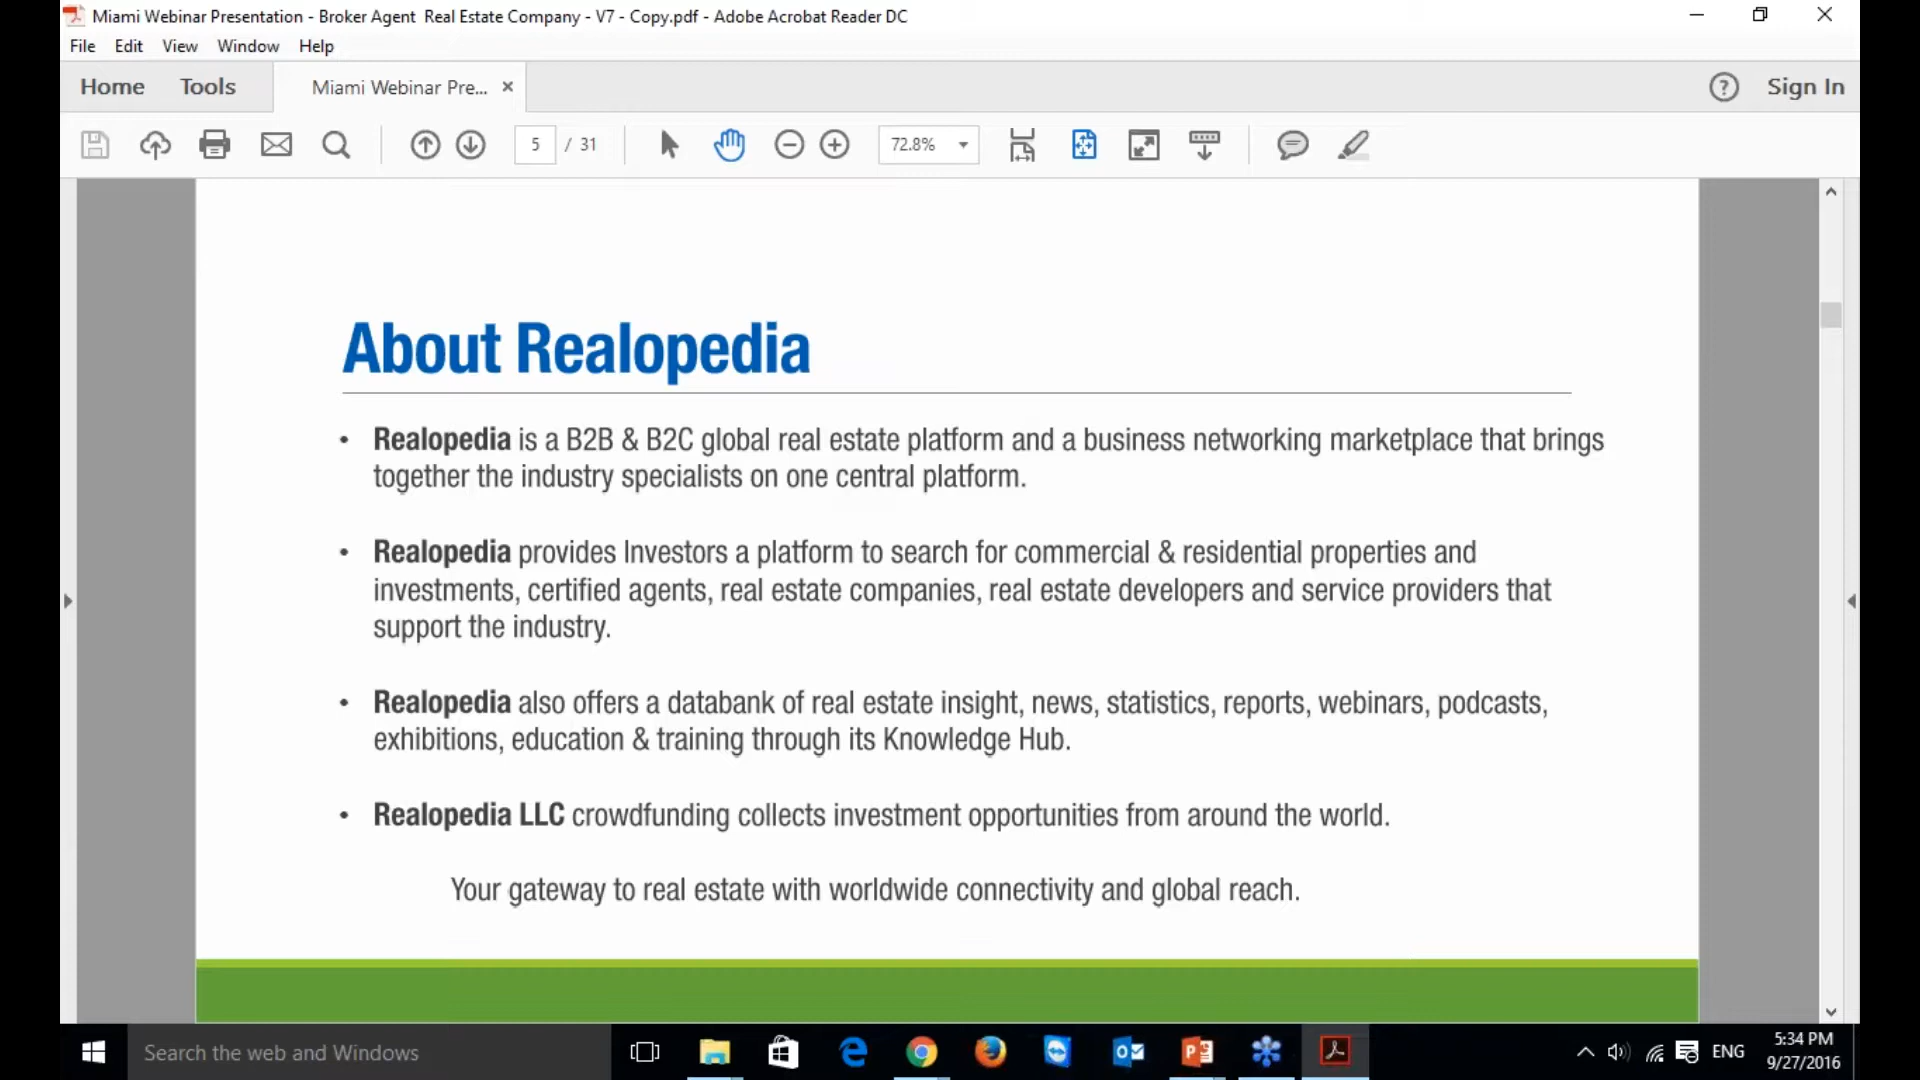 Miami Webinar Presentation - Broker Agent  Real Estate Company - V7 - Copy.pdf - Adobe Acrobat Reader DC
File Edit View Window Help
Home Tools Miami Webinar Pre... × ? Sign In
5 / 31 72.8%
About Realopedia
• Realopedia is a B2B & B2C global real estate platform and a business networking marketplace that brings
together the industry specialists on one central platform.
• Realopedia provides Investors a platform to search for commercial & residential properties and
investments, certified agents, real estate companies, real estate developers and service providers that
support the industry.
• Realopedia also offers a databank of real estate insight, news, statistics, reports, webinars, podcasts,
exhibitions, education & training through its Knowledge Hub.
• Realopedia LLC crowdfunding collects investment opportunities from around the world.
Your gateway to real estate with worldwide connectivity and global reach.
Search the web and Windows
ENG
5:34 PM
9/27/2016